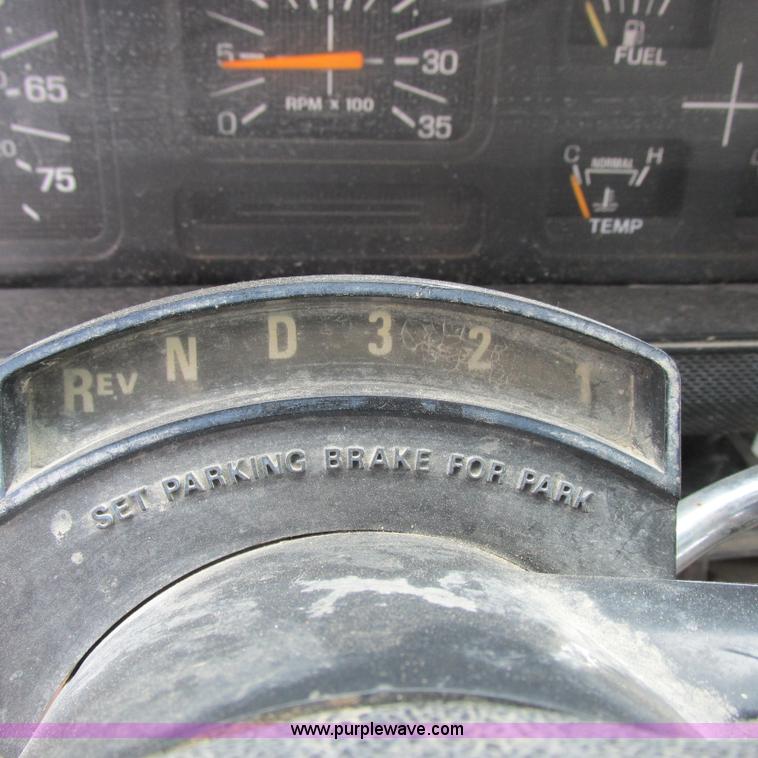 65
75
5
0
RPM x 100
30
35
FUEL
C NORMAL H
TEMP
REV N D 3 2 1
SET PARKING BRAKE FOR PARK
www.purplewave.com